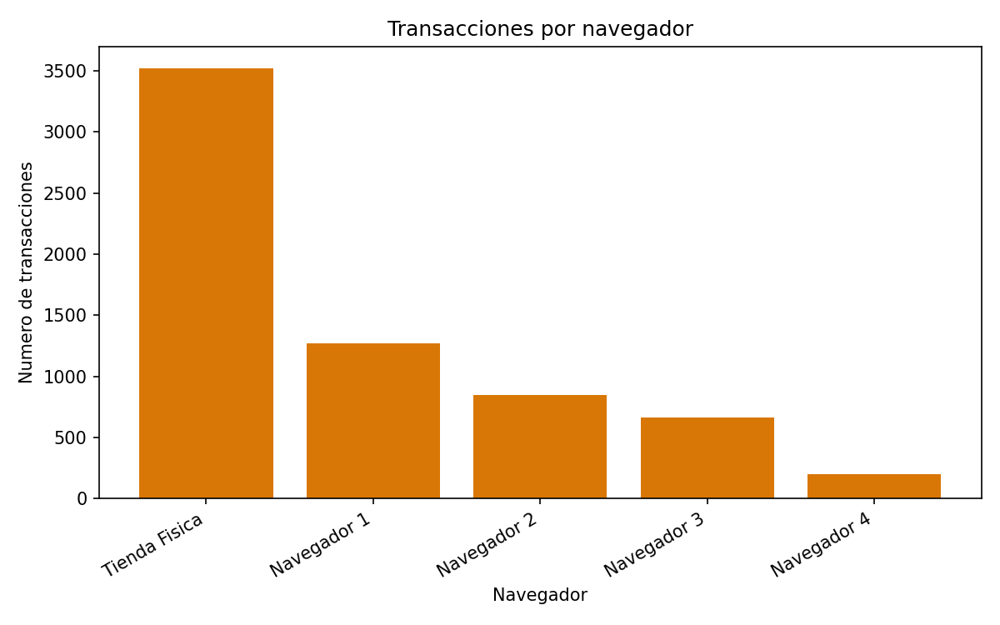 Transacciones por navegador
Numero de transacciones
3500
3000
2500
2000
1500
1000
500
0
Tienda Fisica
Navegador 1
Navegador 2
Navegador 3
Navegador 4
Navegador